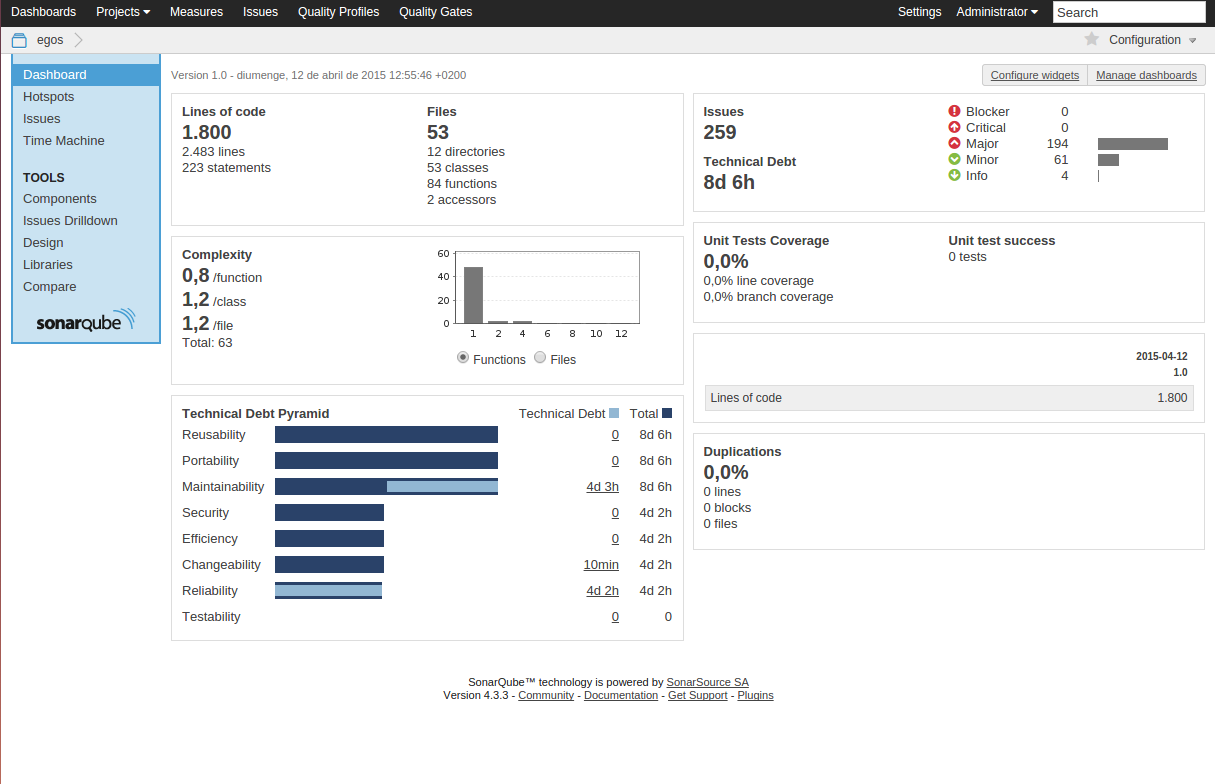 Dashboards Projects Measures Issues Quality Profiles Quality Gates Settings Administrator Search
egos Configuration
Dashboard
Hotspots
Issues
Time Machine
TOOLS
Components
Issues Drilldown
Design
Libraries
Compare
sonarqube
Version 1.0 - diumenge, 12 de abril de 2015 12:55:46 +0200
Configure widgets Manage dashboards
Lines of code
1.800
2.483 lines
223 statements
Files
53
12 directories
53 classes
84 functions
2 accessors
Complexity
0,8 /function
1,2 /class
1,2 /file
Total: 63
60
40
20
0
1 2 4 6 8 10 12
Functions Files
Technical Debt Pyramid Technical Debt Total
Reusability 0 8d 6h
Portability 0 8d 6h
Maintainability 4d 3h 8d 6h
Security 0 4d 2h
Efficiency 0 4d 2h
Changeability 10min 4d 2h
Reliability 4d 2h 4d 2h
Testability 0 0
Issues
259
Technical Debt
8d 6h
Blocker 0
Critical 0
Major 194
Minor 61
Info 4
Unit Tests Coverage
0,0%
0,0% line coverage
0,0% branch coverage
Unit test success
0 tests
2015-04-12
1.0
Lines of code 1.800
Duplications
0,0%
0 lines
0 blocks
0 files
SonarQube™ technology is powered by SonarSource SA
Version 4.3.3 - Community - Documentation - Get Support - Plugins